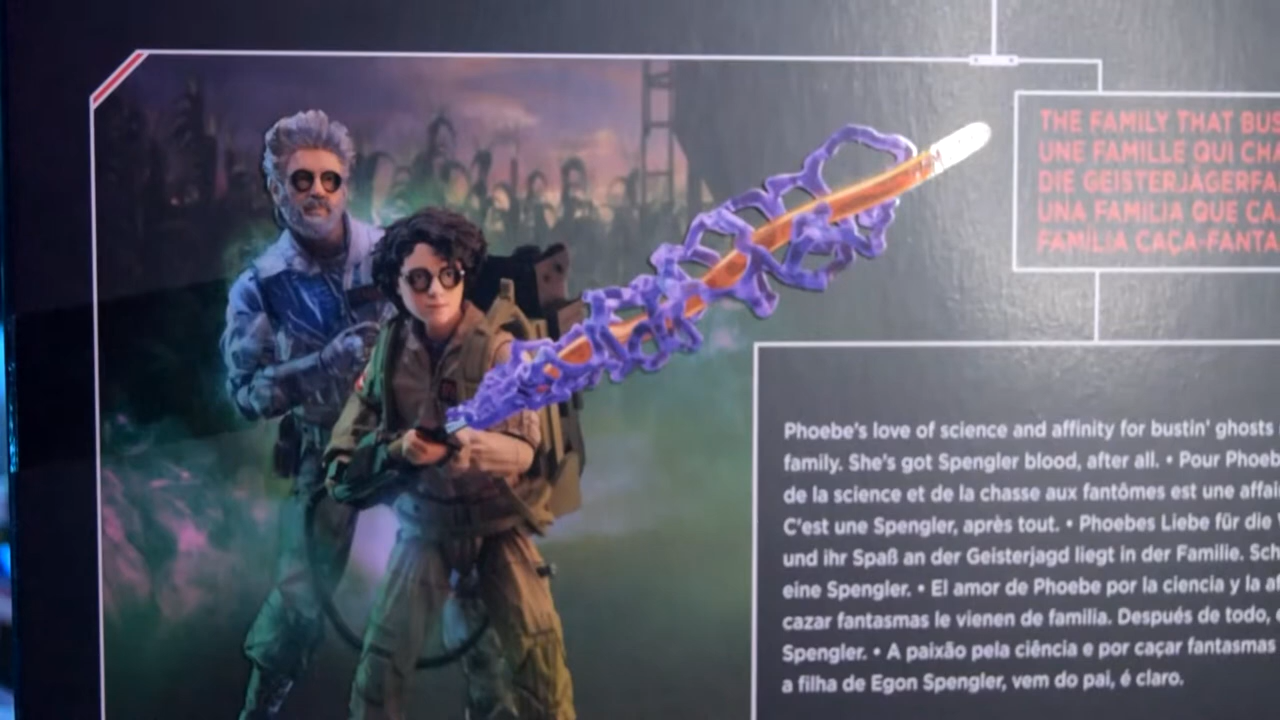 THE FAMILY THAT BUS
UNE FAMILLE QUI CHA
DIE GEISTERJÄGERFA
UNA FAMILIA QUE CA
FAMÍLIA CAÇA-FANTA
Phoebe's love of science and affinity for bustin' ghosts
family. She's got Spengler blood, after all. • Pour Phoeb
de la science et de la chasse aux fantômes est une affai
C'est une Spengler, après tout. • Phoebes Liebe für die
und ihr Spaß an der Geisterjagd liegt in der Familie. Sch
eine Spengler. • El amor de Phoebe por la ciencia y la af
cazar fantasmas le vienen de familia. Después de todo, e
Spengler. • A paixão pela ciência e por caçar fantasmas
a filha de Egon Spengler, vem do pai, é claro.